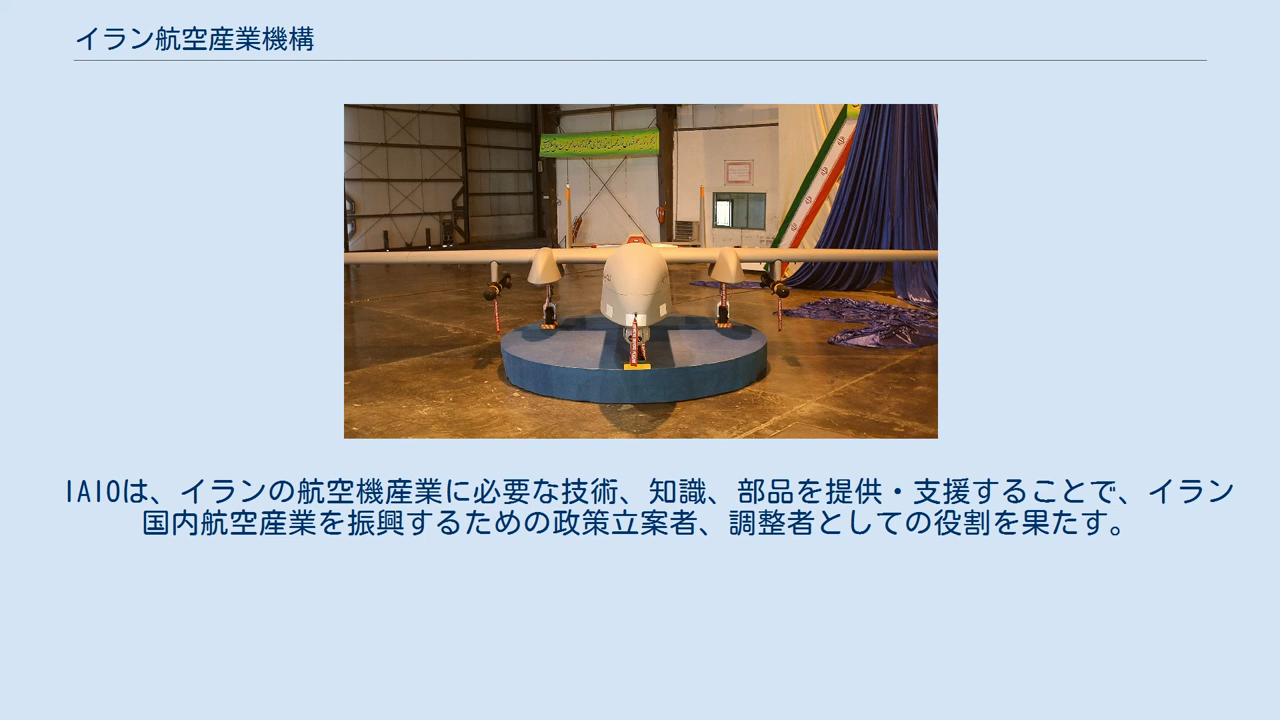 イラン航空産業機構
IAIOは、イランの航空機産業に必要な技術、知識、部品を提供・支援することで、イラン
国内航空産業を振興するための政策立案者、調整者としての役割を果たす。